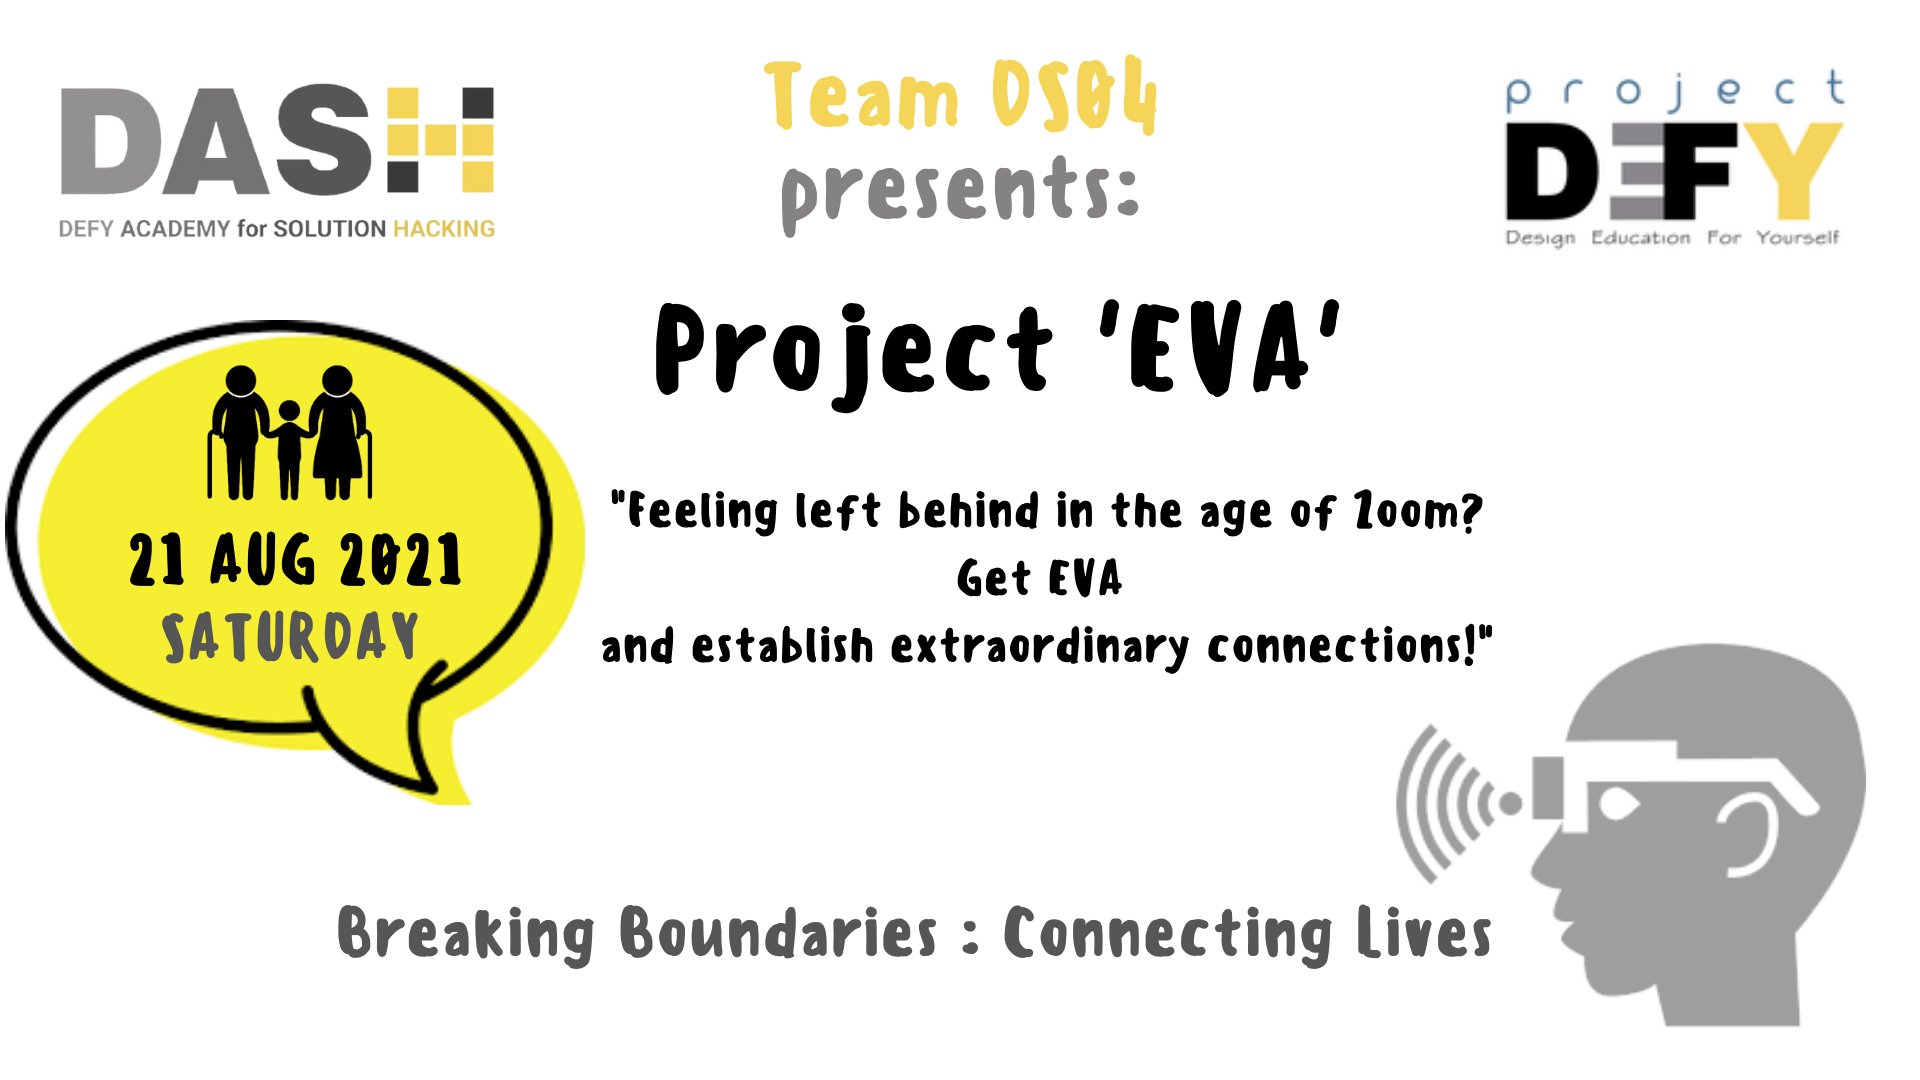 DASH
DEFY ACADEMY for SOLUTION HACKING
Team DS04
presents:
project
DEFY
Design Education For Yourself
Project 'EVA'
21 AUG 2021
SATURDAY
"Feeling left behind in the age of Zoom?
Get EVA
and establish extraordinary connections!"
Breaking Boundaries : Connecting Lives